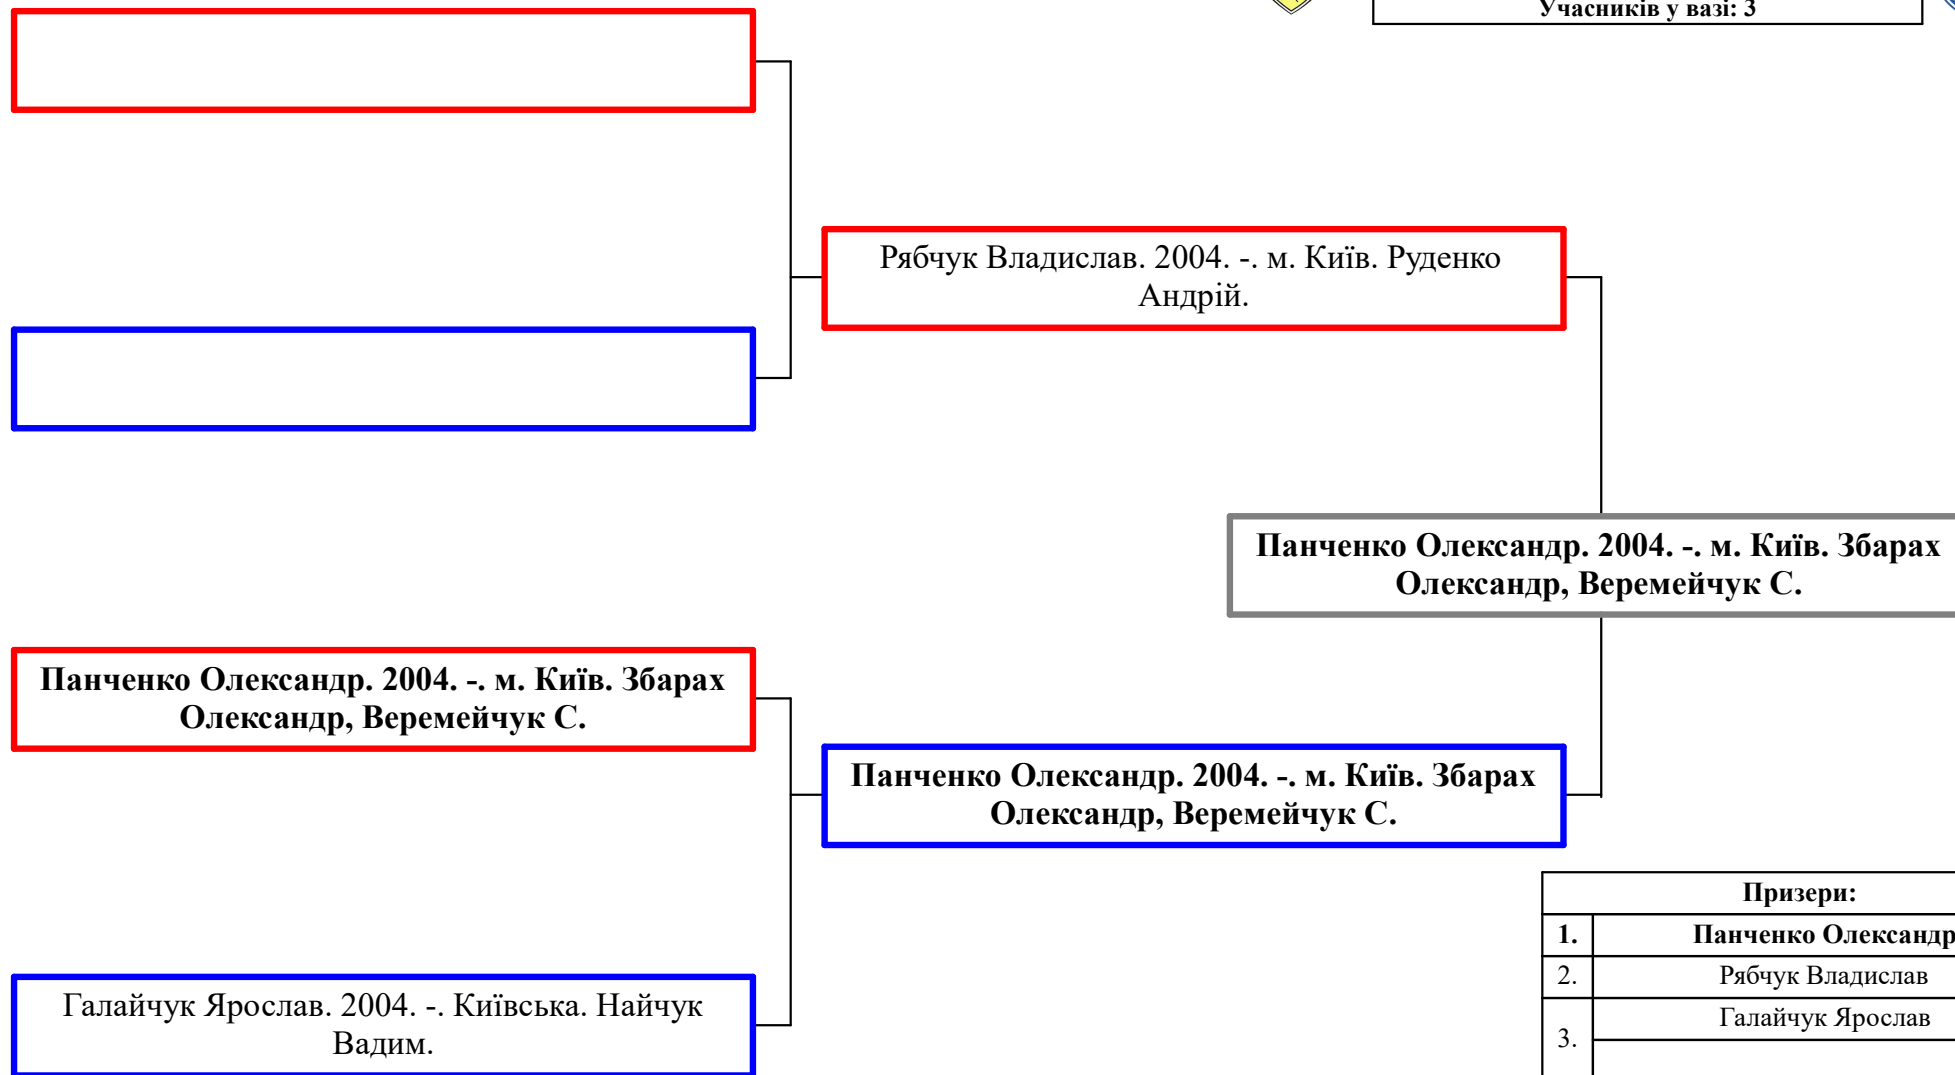 Учасників у вазі: 3
Рябчук Владислав. 2004. -. м. Київ. Руденко
Андрій.
Панченко Олександр. 2004. -. м. Київ. Збарах
Олександр, Веремейчук С.
Панченко Олександр. 2004. -. м. Київ. Збарах
Олександр, Веремейчук С.
Панченко Олександр. 2004. -. м. Київ. Збарах
Олександр, Веремейчук С.
Галайчук Ярослав. 2004. -. Київська. Найчук
Вадим.
Призери:
1. Панченко Олександр
2. Рябчук Владислав
3. Галайчук Ярослав